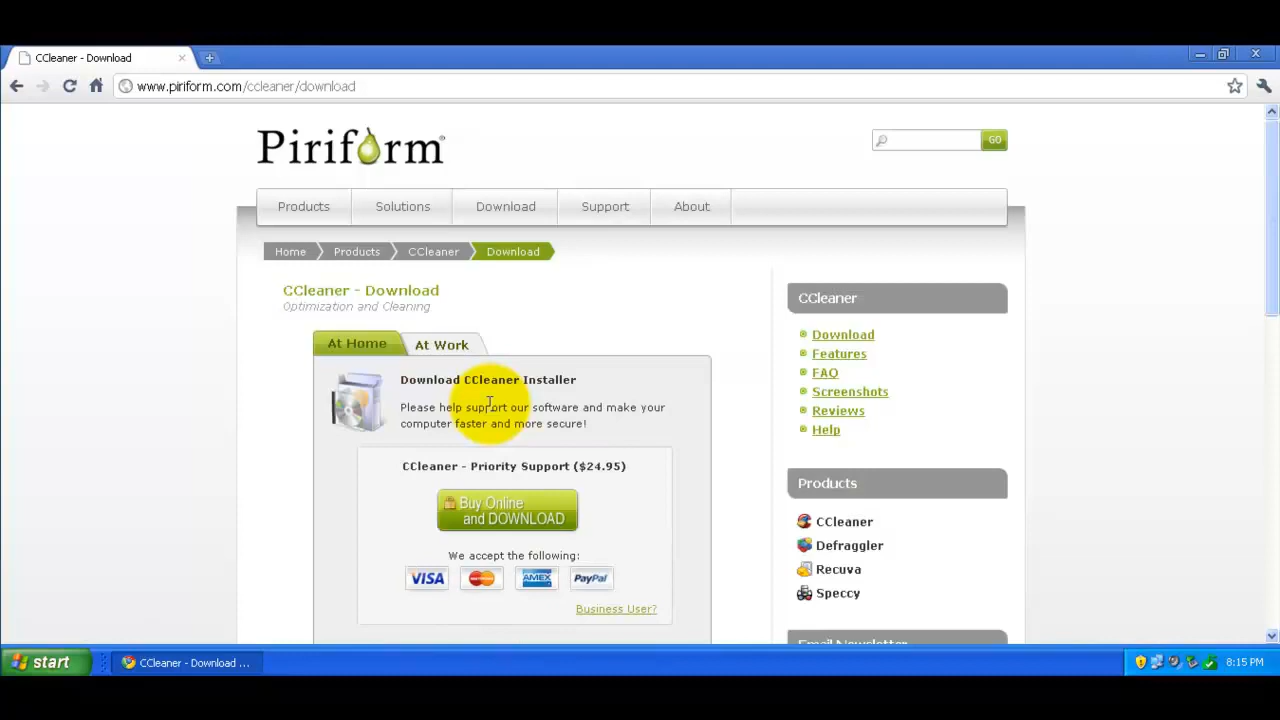 CCleaner - Download
www.piriform.com/ccleaner/download
Piriform®
GO
Products
Solutions
Download
Support
About
Home
Products
CCleaner
Download
CCleaner - Download
Optimization and Cleaning
At Home
At Work
Download CCleaner Installer
Please help support our software and make your
computer faster and more secure!
CCleaner - Priority Support ($24.95)
Buy Online
and DOWNLOAD
We accept the following:
VISA
MasterCard
AMEX
PayPal
Business User?
CCleaner
Download
Features
FAQ
Screenshots
Reviews
Help
Products
CCleaner
Defraggler
Recuva
Speccy
Email Newsletter
start
CCleaner - Download ...
8:15 PM